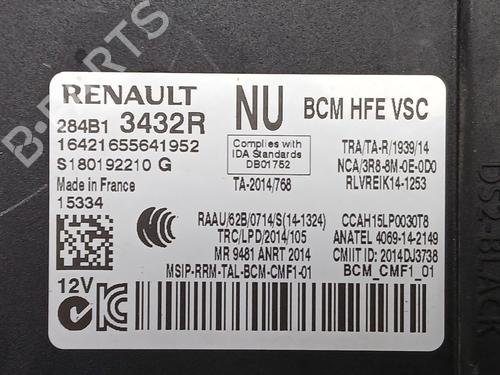 RENAULT NU BCM HFE VSC
284B1 3432R
16421655641952
S180192210 G
Made in France
15334
Complies with
IDA Standards
DB01752
TA-2014/768
TRA/TA-R/1939/14
NCA/3R8-8M-0E-0D0
RLVREIK14-1253
RAAU/62B/0714/S(14-1324)
TRC/LPD/2014/105
MR 9481 ANRT 2014
MSIP-RRM-TAL-BCM-CMF1-01
CCAH15LP0030T8
ANATEL 4069-14-2149
CMIIT ID: 2014DJ3738
BCM_CMF1_01
12V
DS2-BLACK
B-PARTS